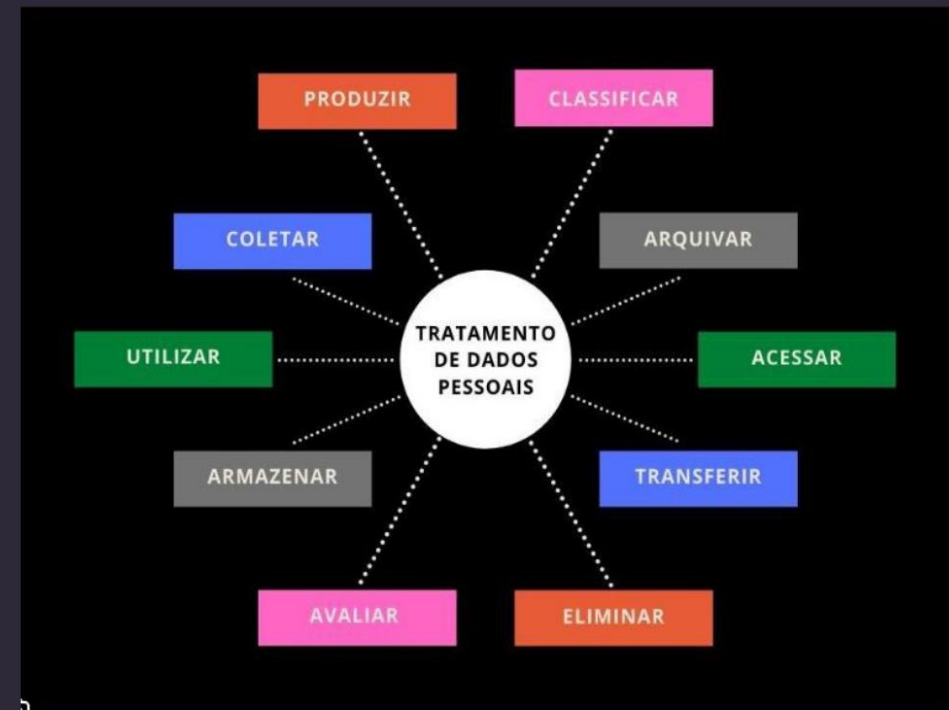 PRODUZIR
CLASSIFICAR
COLETAR
ARQUIVAR
UTILIZAR
TRATAMENTO
DE DADOS
PESSOAIS
ACESSAR
ARMAZENAR
TRANSFERIR
AVALIAR
ELIMINAR